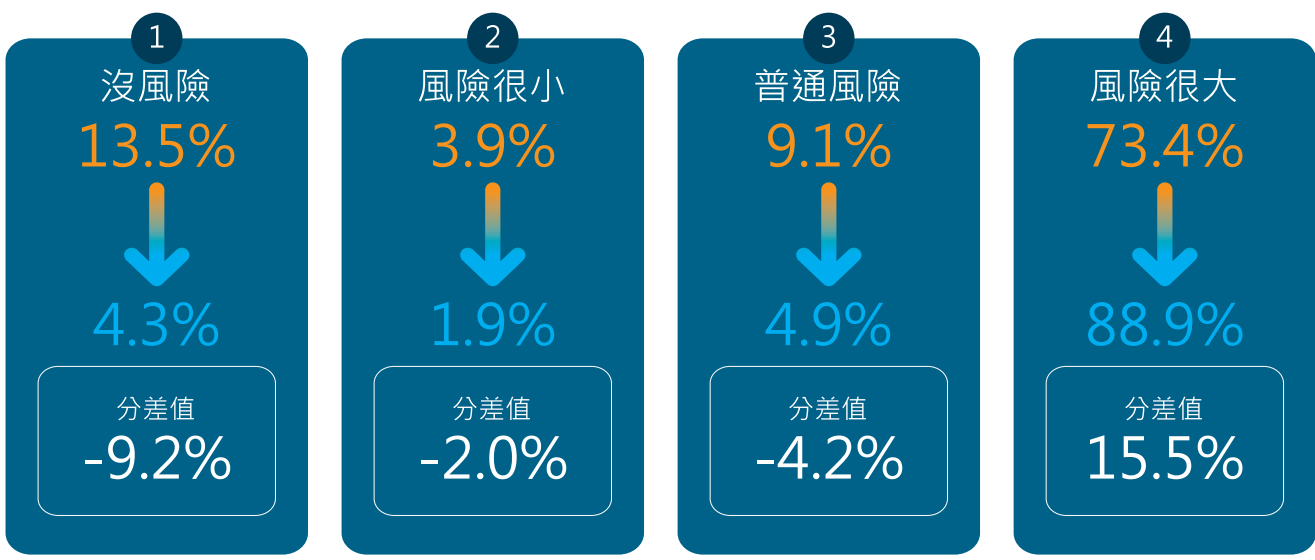 1
沒風險
13.5%
4.3%
分差值
-9.2%
2
風險很小
3.9%
1.9%
分差值
-2.0%
3
普通風險
9.1%
4.9%
分差值
-4.2%
4
風險很大
73.4%
88.9%
分差值
15.5%